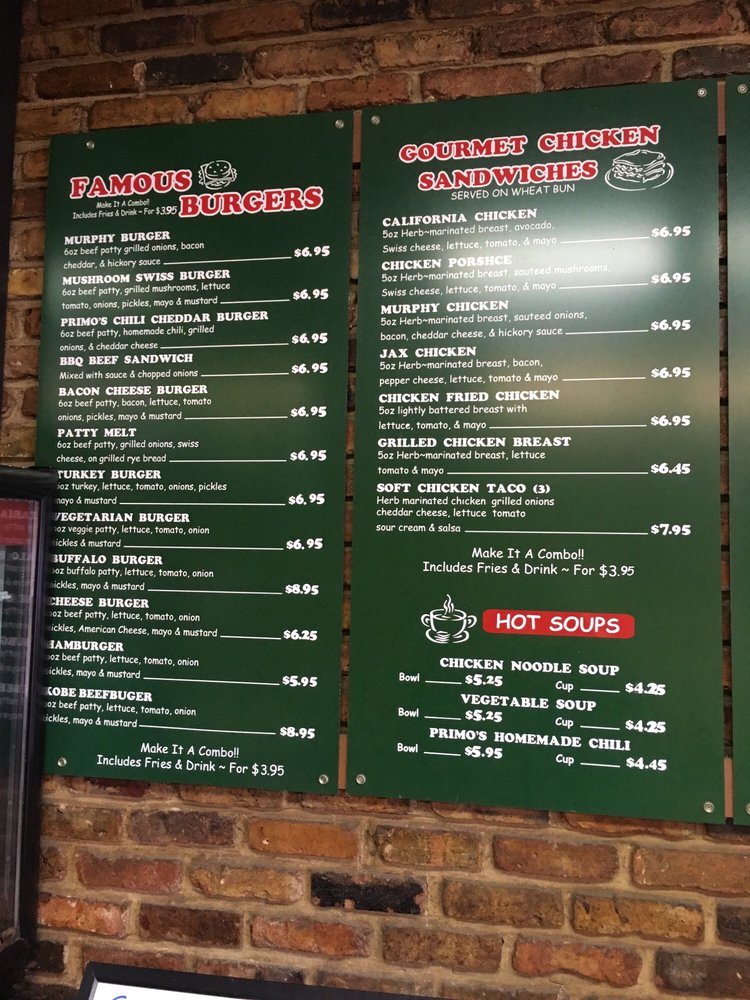 FAMOUS
Make It A Combo!!
Includes Fries & Drink ~ For $3.95
BURGERS
MURPHY BURGER
6oz beef patty grilled onions, bacon
cheddar, & hickory sauce $6.95
MUSHROOM SWISS BURGER
6oz beef patty, grilled mushrooms, lettuce
tomato, onions, pickles, mayo & mustard $6.95
PRIMO'S CHILI CHEDDAR BURGER
6oz beef patty, homemade chili, grilled
onions, & cheddar cheese $6.95
BBQ BEEF SANDWICH
Mixed with sauce & chopped onions $6.95
BACON CHEESE BURGER
6oz beef patty, bacon, lettuce, tomato
onions, pickles, mayo & mustard $6.95
PATTY MELT
6oz beef patty, grilled onions, swiss
cheese, on grilled rye bread $6.95
TURKEY BURGER
oz turkey, lettuce, tomato, onions, pickles
mayo & mustard $6.95
VEGETARIAN BURGER
oz veggie patty, lettuce, tomato, onion
pickles & mustard $6.95
BUFFALO BURGER
oz buffalo patty, lettuce, tomato, onion
pickles, mayo & mustard $8.95
CHEESE BURGER
oz beef patty, lettuce, tomato, onion
pickles, American Cheese, mayo & mustard $6.25
HAMBURGER
oz beef patty, lettuce, tomato, onion
pickles, mayo & mustard $5.95
KOBE BEEFBUGER
oz beef patty, lettuce, tomato, onion
pickles, mayo & mustard $8.95
Make It A Combo!!
Includes Fries & Drink ~ For $3.95
GOURMET CHICKEN
SANDWICHES
SERVED ON WHEAT BUN
CALIFORNIA CHICKEN
5oz Herb~marinated breast, avocado,
Swiss cheese, lettuce, tomato, & mayo $6.95
CHICKEN PORSHCE
5oz Herb~marinated breast, sauteed mushrooms,
Swiss cheese, lettuce, tomato, & mayo $6.95
MURPHY CHICKEN
5oz Herb~marinated breast, sauteed onions,
bacon, cheddar cheese, & hickory sauce $6.95
JAX CHICKEN
5oz Herb~marinated breast, bacon,
pepper cheese, lettuce, tomato & mayo $6.95
CHICKEN FRIED CHICKEN
5oz lightly battered breast with
lettuce, tomato, & mayo $6.95
GRILLED CHICKEN BREAST
5oz Herb~marinated breast, lettuce
tomato & mayo $6.45
SOFT CHICKEN TACO (3)
Herb marinated chicken grilled onions
cheddar cheese, lettuce tomato
sour cream & salsa $7.95
Make It A Combo!!
Includes Fries & Drink ~ For $3.95
HOT SOUPS
CHICKEN NOODLE SOUP
Bowl $5.25 Cup $4.25
VEGETABLE SOUP
Bowl $5.25 Cup $4.25
PRIMO'S HOMEMADE CHILI
Bowl $5.95 Cup $4.45